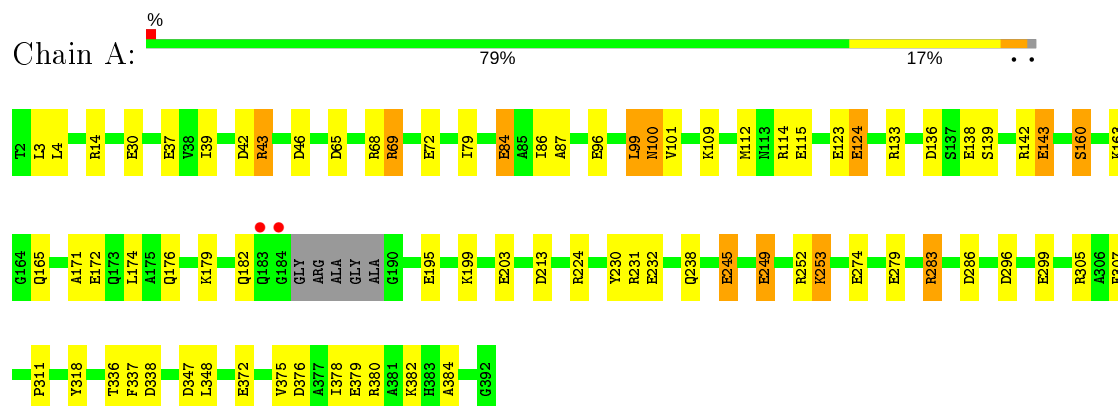 %
Chain A:
79% 17% • •
T2 L3 L4 R14 E30 E37 V38 I39 D42 R43 D46 D65 R68 R69 E72 I79 E84 A85 I86 A87 E96 L99 N100 V101 K109 M112 N113 R114 E115 E123 E124 R133 D136 S137 E138 S139 R142 E143 S160 K163
G164 Q165 A171 E172 Q173 L174 A175 Q176 K179 Q182 Q183 G184 GLY ARG ALA GLY ALA G190 E195 K199 E203 D213 R224 Y230 R231 E232 Q238 E245 E249 R252 K253 E274 E279 R283 D286 D296 E299 R305 A306 E307
P311 Y318 T336 F337 D338 D347 L348 E372 V375 D376 A377 I378 E379 R380 A381 K382 H383 A384 G392